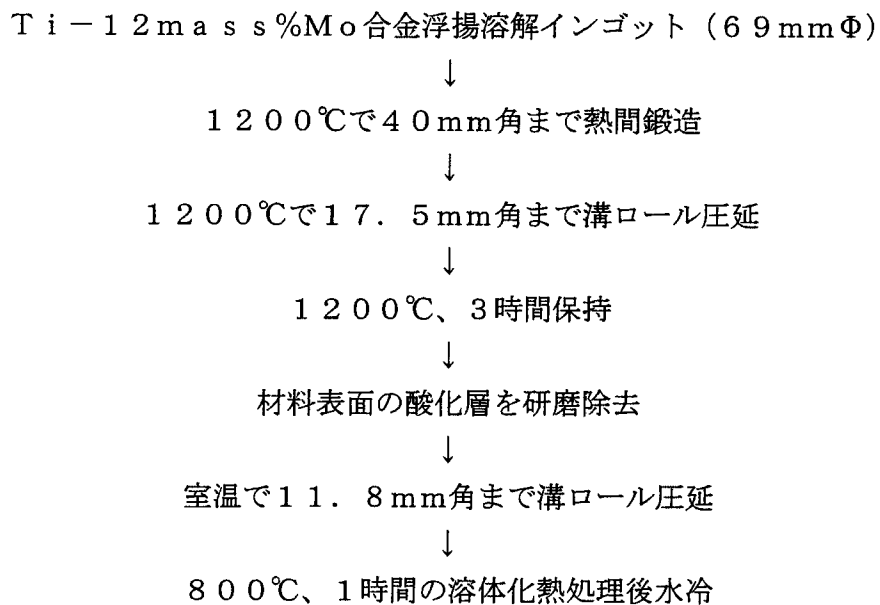 Ti－12mass%Mo合金浮揚溶解インゴット（69mmΦ）
↓
1200℃で40mm角まで熱間鍛造
↓
1200℃で17．5mm角まで溝ロール圧延
↓
1200℃、3時間保持
↓
材料表面の酸化層を研磨除去
↓
室温で11．8mm角まで溝ロール圧延
↓
800℃、1時間の溶体化熱処理後水冷